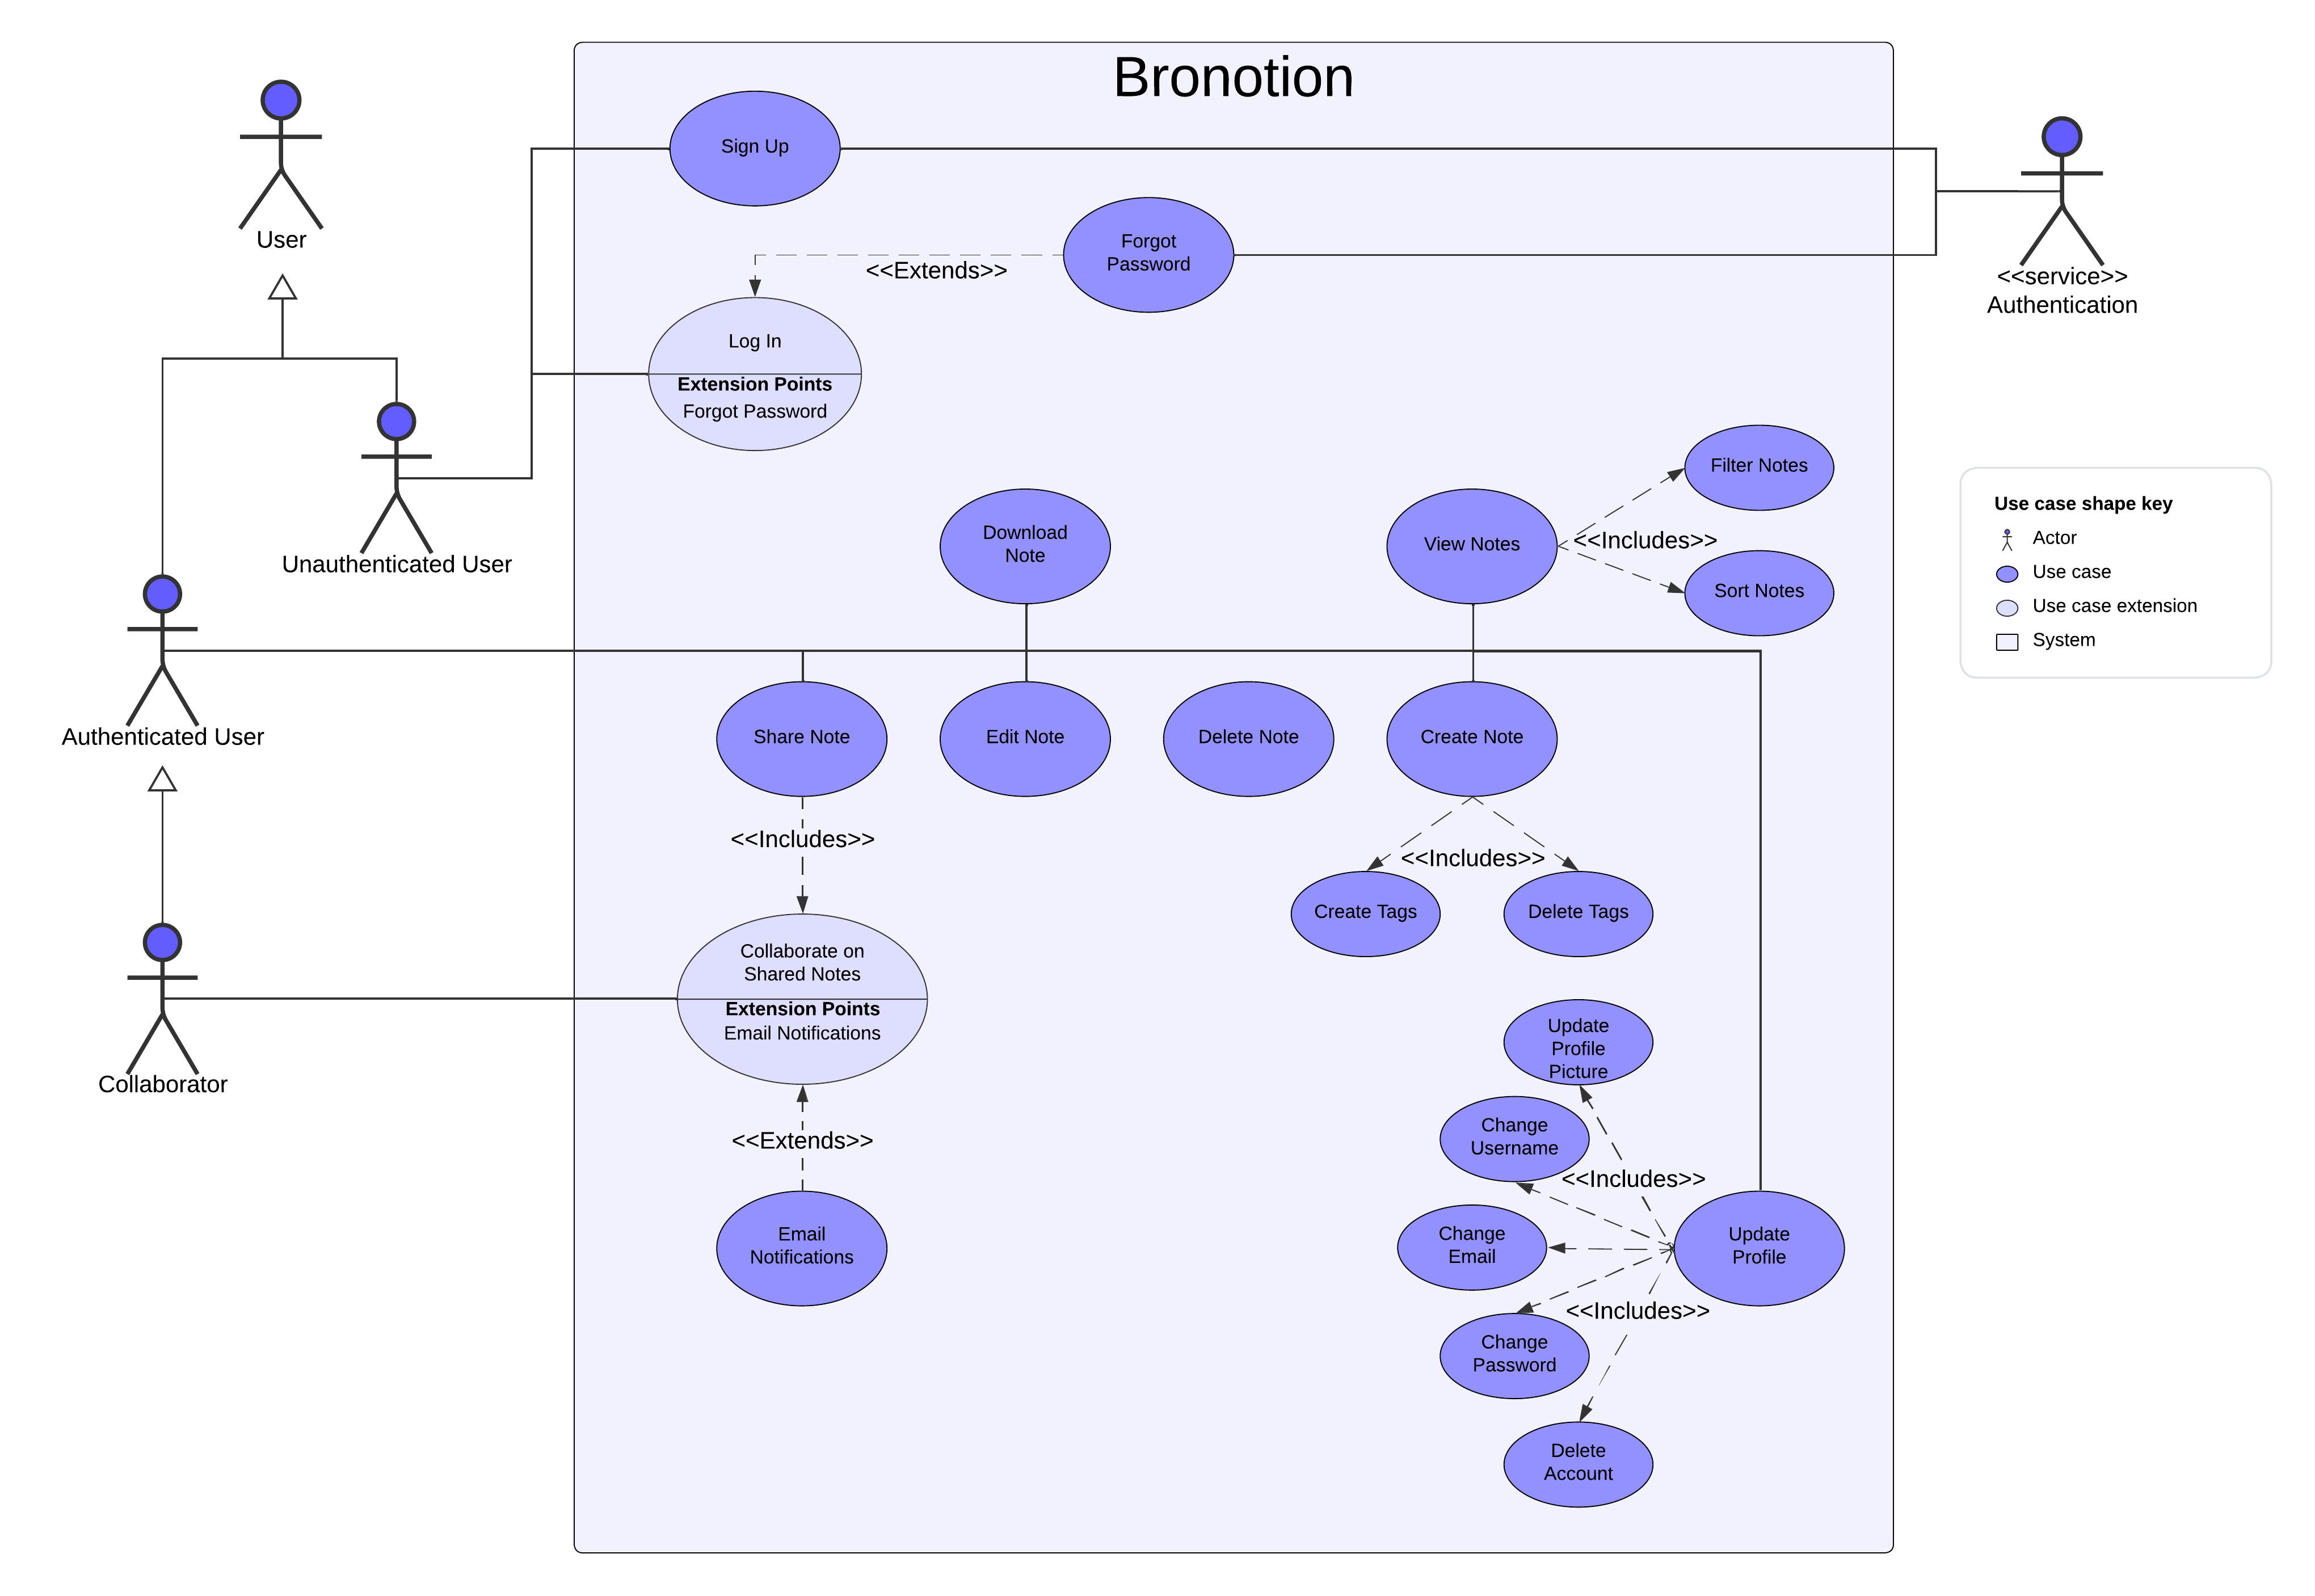 Bronotion
Sign Up
User
Forgot
Password
<<Extends>>
<<service>>
Authentication
Log In
Extension Points
Forgot Password
Unauthenticated User
Filter Notes
Download
Note
View Notes
<<Includes>>
Sort Notes
Use case shape key
Actor
Use case
Use case extension
System
Authenticated User
Share Note
Edit Note
Delete Note
Create Note
<<Includes>>
<<Includes>>
Create Tags
Delete Tags
Collaborate on
Shared Notes
Extension Points
Email Notifications
Collaborator
<<Extends>>
Email
Notifications
Update
Profile
Picture
Change
Username
<<Includes>>
Change
Email
Update
Profile
<<Includes>>
Change
Password
Delete
Account